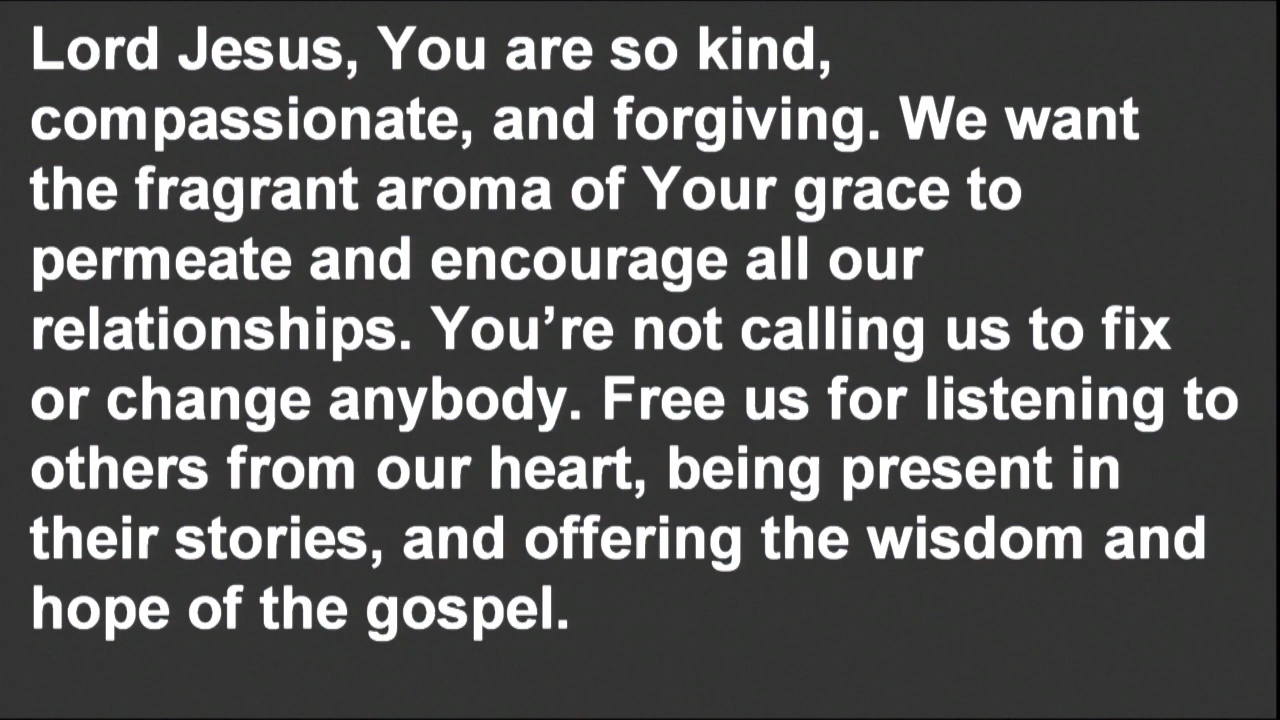 Lord Jesus, You are so kind,
compassionate, and forgiving. We want
the fragrant aroma of Your grace to
permeate and encourage all our
relationships. You’re not calling us to fix
or change anybody. Free us for listening to
others from our heart, being present in
their stories, and offering the wisdom and
hope of the gospel.